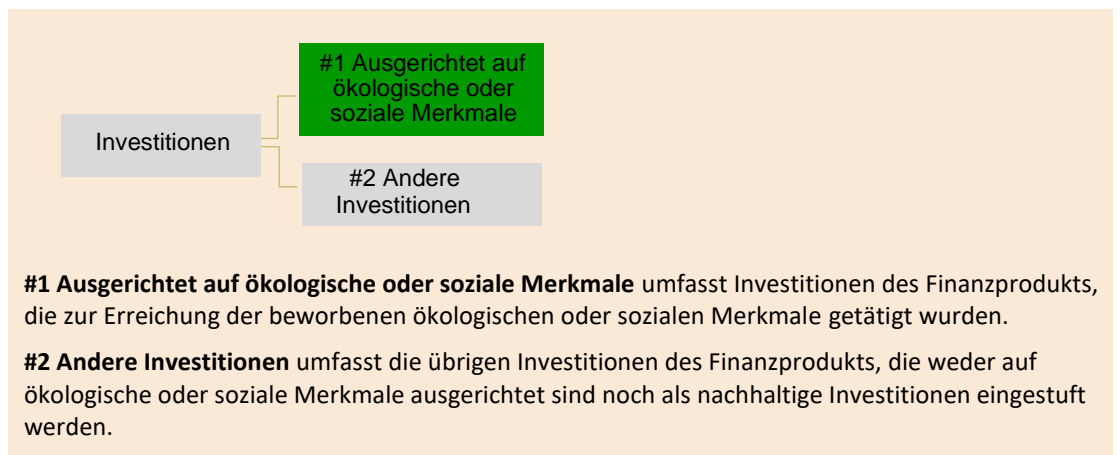 #1 Ausgerichtet auf
ökologische oder
soziale Merkmale
Investitionen
#2 Andere
Investitionen
#1 Ausgerichtet auf ökologische oder soziale Merkmale umfasst Investitionen des Finanzprodukts,
die zur Erreichung der beworbenen ökologischen oder sozialen Merkmale getätigt wurden.
#2 Andere Investitionen umfasst die übrigen Investitionen des Finanzprodukts, die weder auf
ökologische oder soziale Merkmale ausgerichtet sind noch als nachhaltige Investitionen eingestuft
werden.